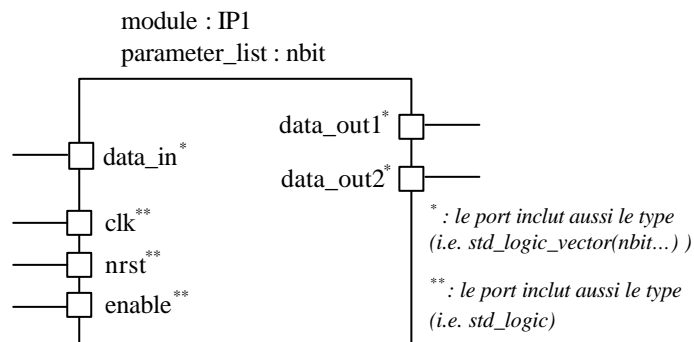 module : IP1
parameter_list : nbit
data_out1*
data_in*
data_out2*
clk**
nrst**
enable**
* : le port inclut aussi le type
(i.e. std_logic_vector(nbit...) )
** : le port inclut aussi le type
(i.e. std_logic)